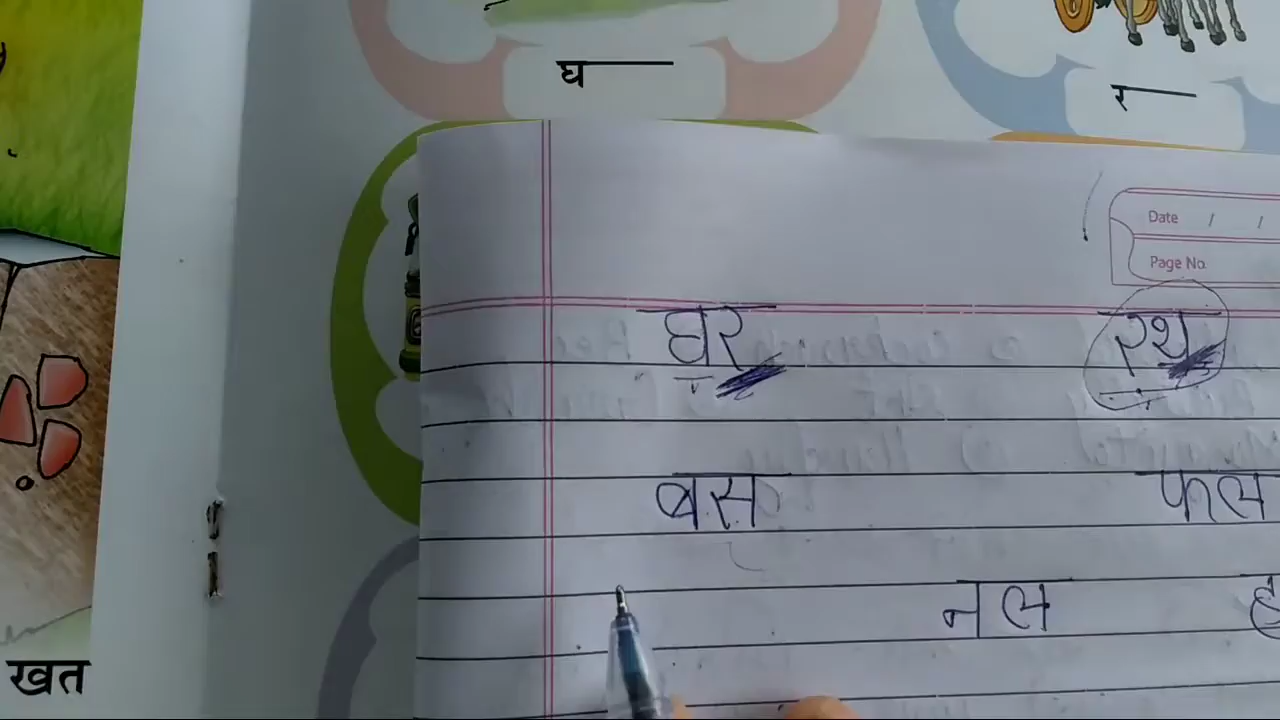 घ
र
Date / /
Page No.
घर रथ
बस फल
नल
खत